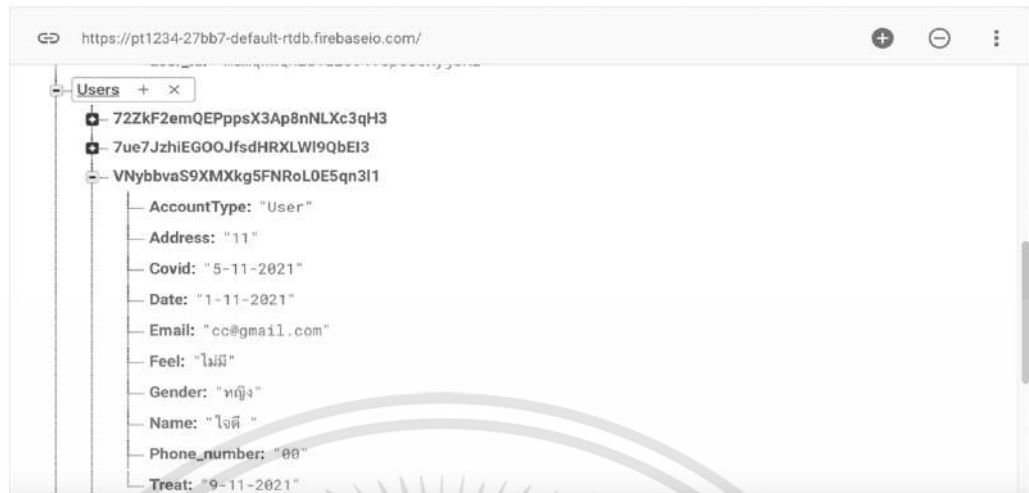 https://pt1234-27bb7-default-rtdb.firebaseio.com/
Users + ×
72ZkF2emQEPppsX3Ap8nNLXc3qH3
7ue7JzhiEGOOJfsdHRXLWl9QbEI3
VNybbvaS9XMXkg5FNRoL0E5qn3l1
AccountType: "User"
Address: "11"
Covid: "5-11-2021"
Date: "1-11-2021"
Email: "cc@gmail.com"
Feel: "ไม่มี"
Gender: "หญิง"
Name: "ใจดี "
Phone_number: "00"
Treat: "9-11-2021"